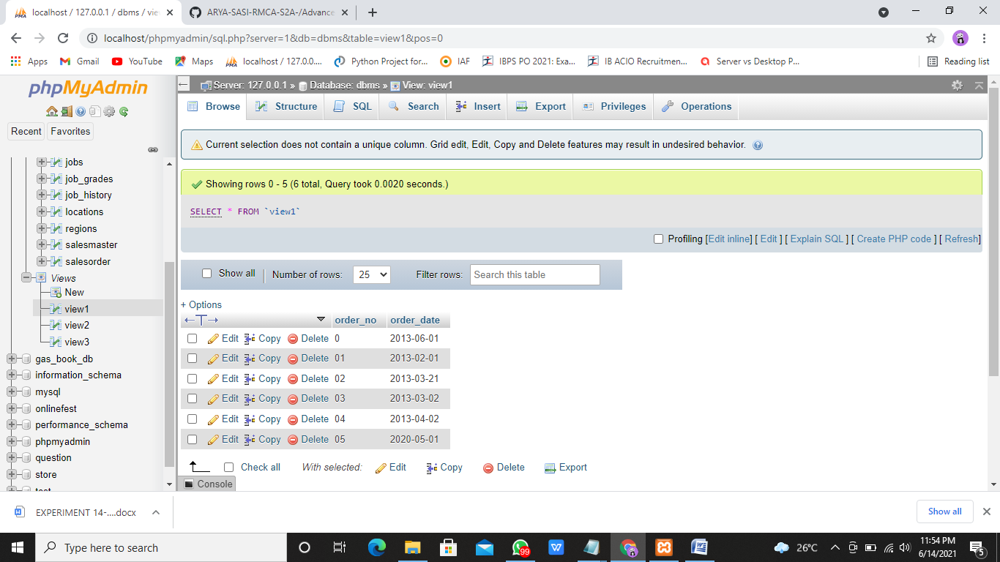 localhost / 127.0.0.1 / dbms / vie
ARYA-SASI-RMCA-S2A-/Advance
localhost/phpmyadmin/sql.php?server=1&db=dbms&table=view1&pos=0
Apps Gmail YouTube Maps localhost / 127.0.0.... Python Project for... IAF IBPS PO 2021: Exa... IB ACIO Recruitmen... Server vs Desktop P... Reading list
phpMyAdmin
Recent Favorites
jobs
job_grades
job_history
locations
regions
salesmaster
salesorder
Views
New
view1
view2
view3
gas_book_db
information_schema
mysql
onlinefest
performance_schema
phpmyadmin
question
store
test
Server: 127.0.0.1 » Database: dbms » View: view1
Browse Structure SQL Search Insert Export Privileges Operations
Current selection does not contain a unique column. Grid edit, Edit, Copy and Delete features may result in undesired behavior.
Showing rows 0 - 5 (6 total, Query took 0.0020 seconds.)
SELECT * FROM `view1`
Profiling [Edit inline] [ Edit ] [ Explain SQL ] [ Create PHP code ] [ Refresh]
Show all Number of rows: 25 Filter rows: Search this table
+ Options
←T→ order_no order_date
Edit Copy Delete 0 2013-06-01
Edit Copy Delete 01 2013-02-01
Edit Copy Delete 02 2013-03-21
Edit Copy Delete 03 2013-03-02
Edit Copy Delete 04 2013-04-02
Edit Copy Delete 05 2020-05-01
Check all With selected: Edit Copy Delete Export
Console
EXPERIMENT 14-....docx
Show all
Type here to search
99
26°C
11:54 PM
6/14/2021
5